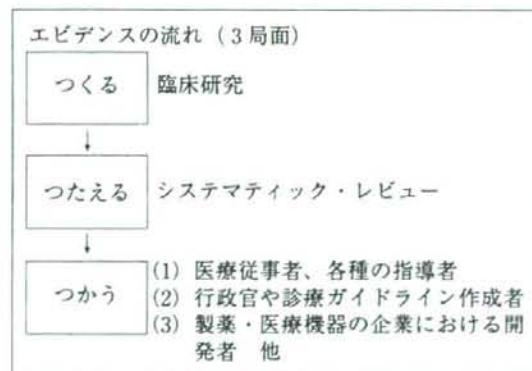 エビデンスの流れ（3局面）
つくる 臨床研究
↓
つたえる システマティック・レビュー
↓
つかう (1) 医療従事者、各種の指導者
(2) 行政官や診療ガイドライン作成者
(3) 製薬・医療機器の企業における開
発者　他